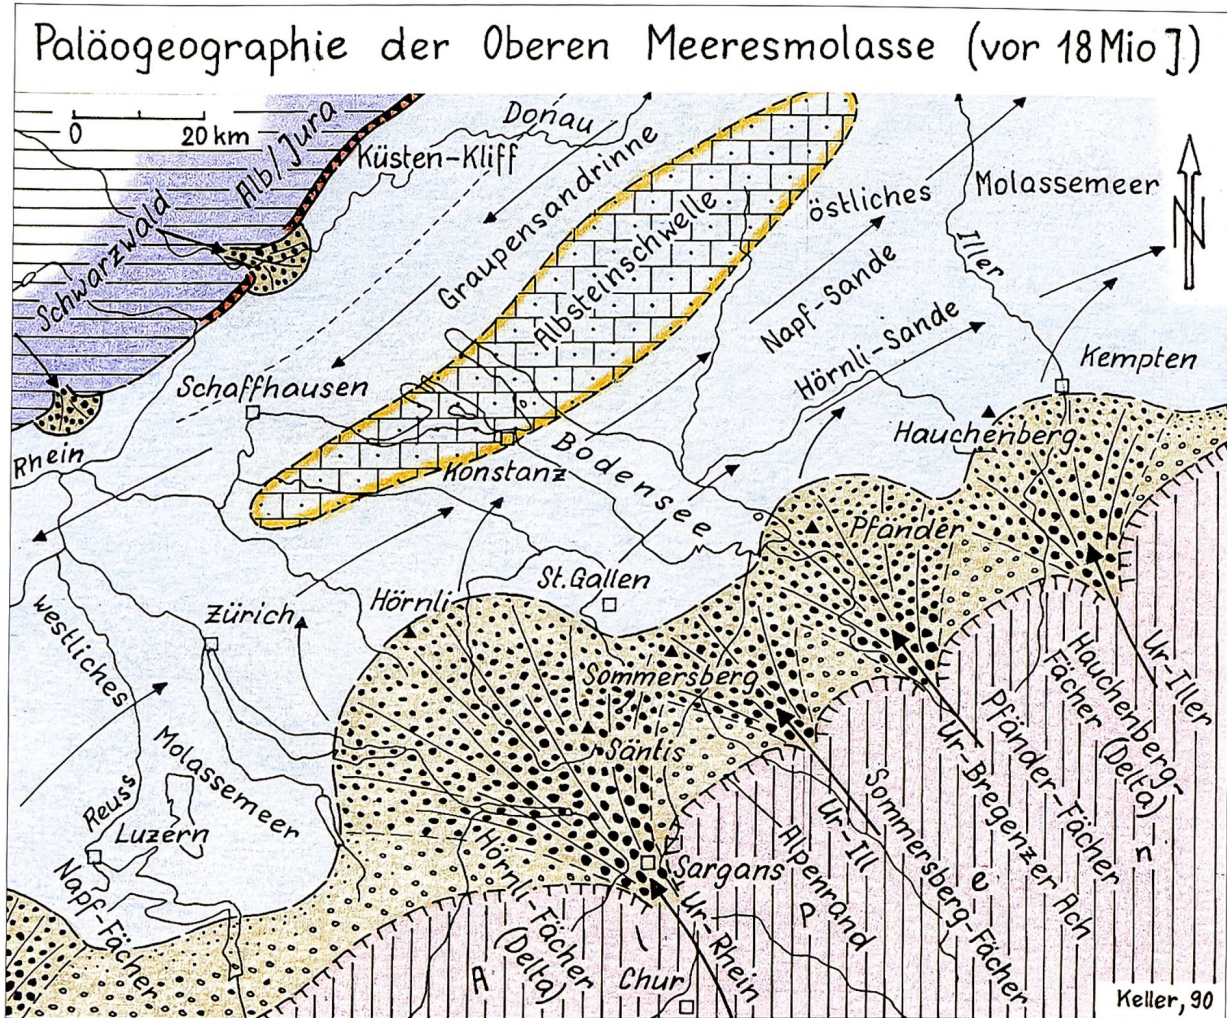 Paläogeographie der Oberen Meeresmolasse (vor 18 Mio J)
0 20 km
Alb/Jura
Schwarzwald
Küsten-Kliff
Donau
Graupensandrinne
Albsteinschwelle
östliches
Molassemeer
N
Iller
Napf-Sande
Hörnli-Sande
Kempten
Schaffhausen
Hauchenberg
Rhein
Konstanz
Bodensee
Pfänder
St.Gallen
Hörnli
Zürich
westliches
Molassemeer
Sommersberg
Säntis
Reuss
Luzern
Napf-Fächer
Hörnli-Fächer
(Delta)
Sargans
Ur-Rhein
Chur
Alpenrand
Ur-Ill
Sommersberg-Fächer
Ur-Bregenzer Ach
Pfänder-Fächer
Hauchenberg-
Fächer (Delta)
Ur-Iller
A l p e n
Keller, 90